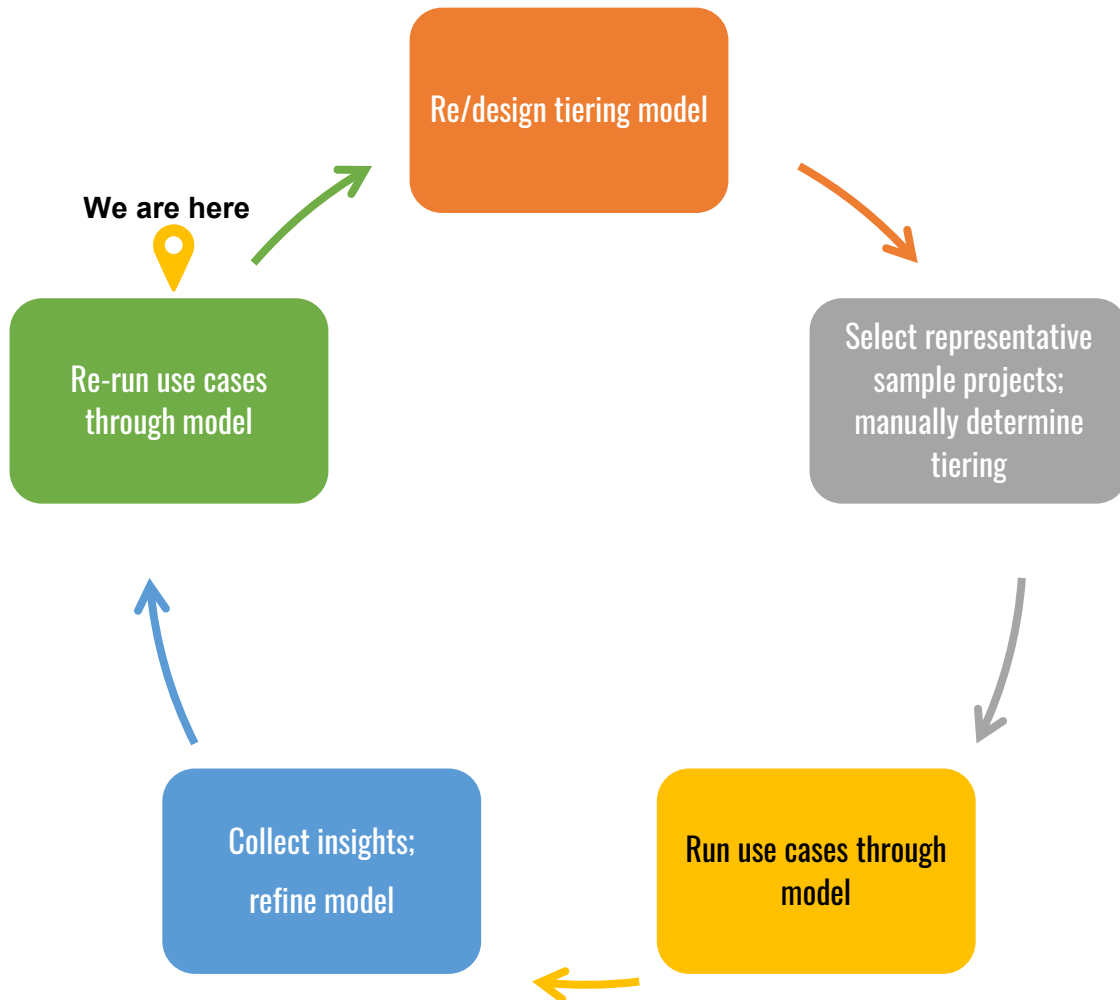 Re/design tiering model
We are here
Re-run use cases
through model
Select representative
sample projects;
manually determine
tiering
Collect insights;
refine model
Run use cases through
model